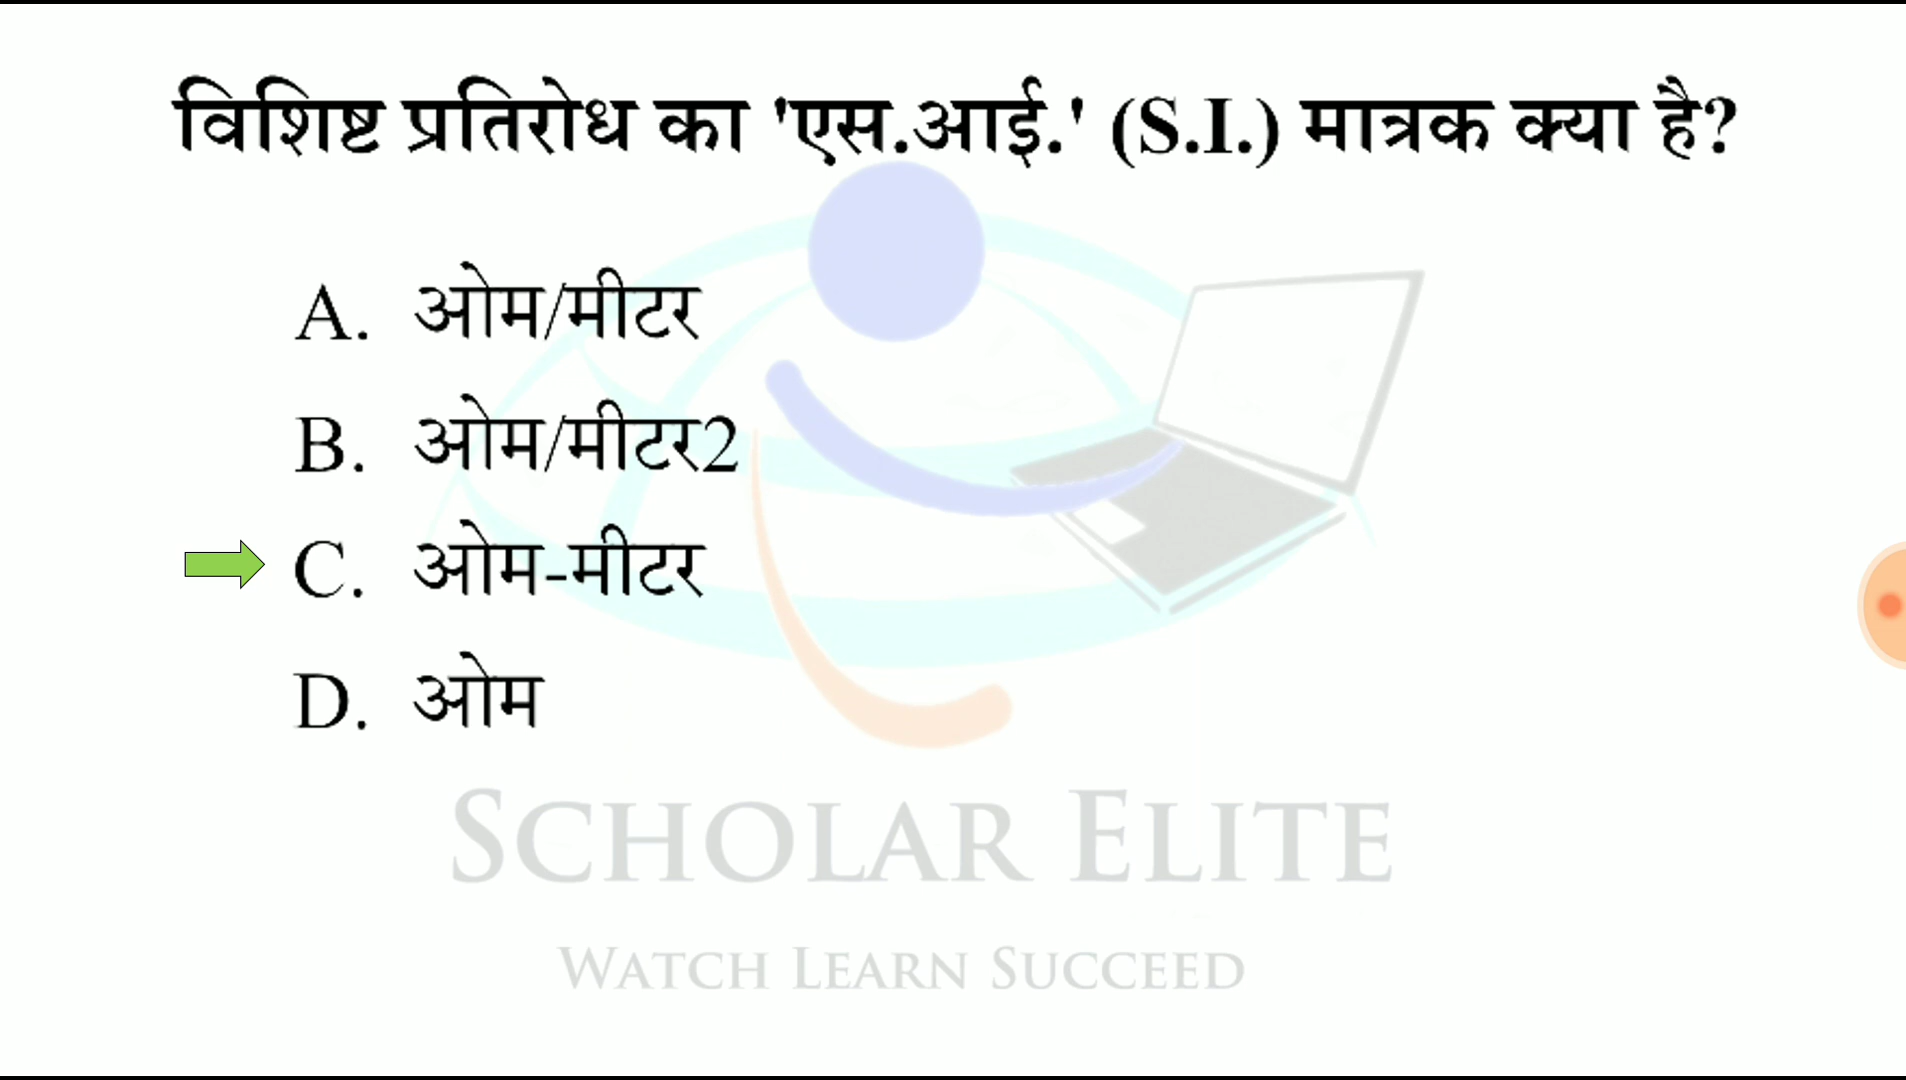 विशिष्ट प्रतिरोध का 'एस.आई.' (S.I.) मात्रक क्या है?
A. ओम/मीटर
B. ओम/मीटर2
C. ओम-मीटर
D. ओम
SCHOLAR ELITE
WATCH LEARN SUCCEED